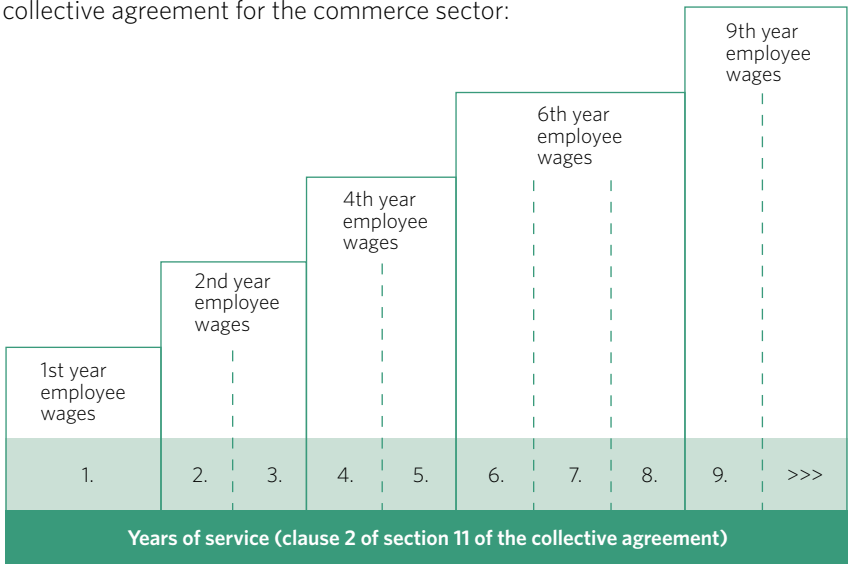 collective agreement for the commerce sector:
9th year
employee
wages
6th year
employee
wages
4th year
employee
wages
2nd year
employee
wages
1st year
employee
wages
1. 2. 3. 4. 5. 6. 7. 8. 9. >>>
Years of service (clause 2 of section 11 of the collective agreement)